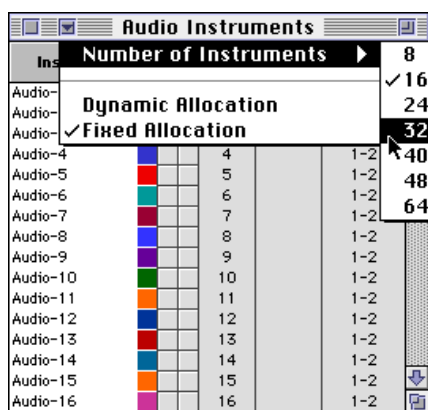 Audio Instruments
Number of Instruments
Ins
8
16
24
32
40
48
64
Dynamic Allocation
✓Fixed Allocation
Audio-
Audio-
Audio-
Audio-4 4 1-2
Audio-5 5 1-2
Audio-6 6 1-2
Audio-7 7 1-2
Audio-8 8 1-2
Audio-9 9 1-2
Audio-10 10 1-2
Audio-11 11 1-2
Audio-12 12 1-2
Audio-13 13 1-2
Audio-14 14 1-2
Audio-15 15 1-2
Audio-16 16 1-2